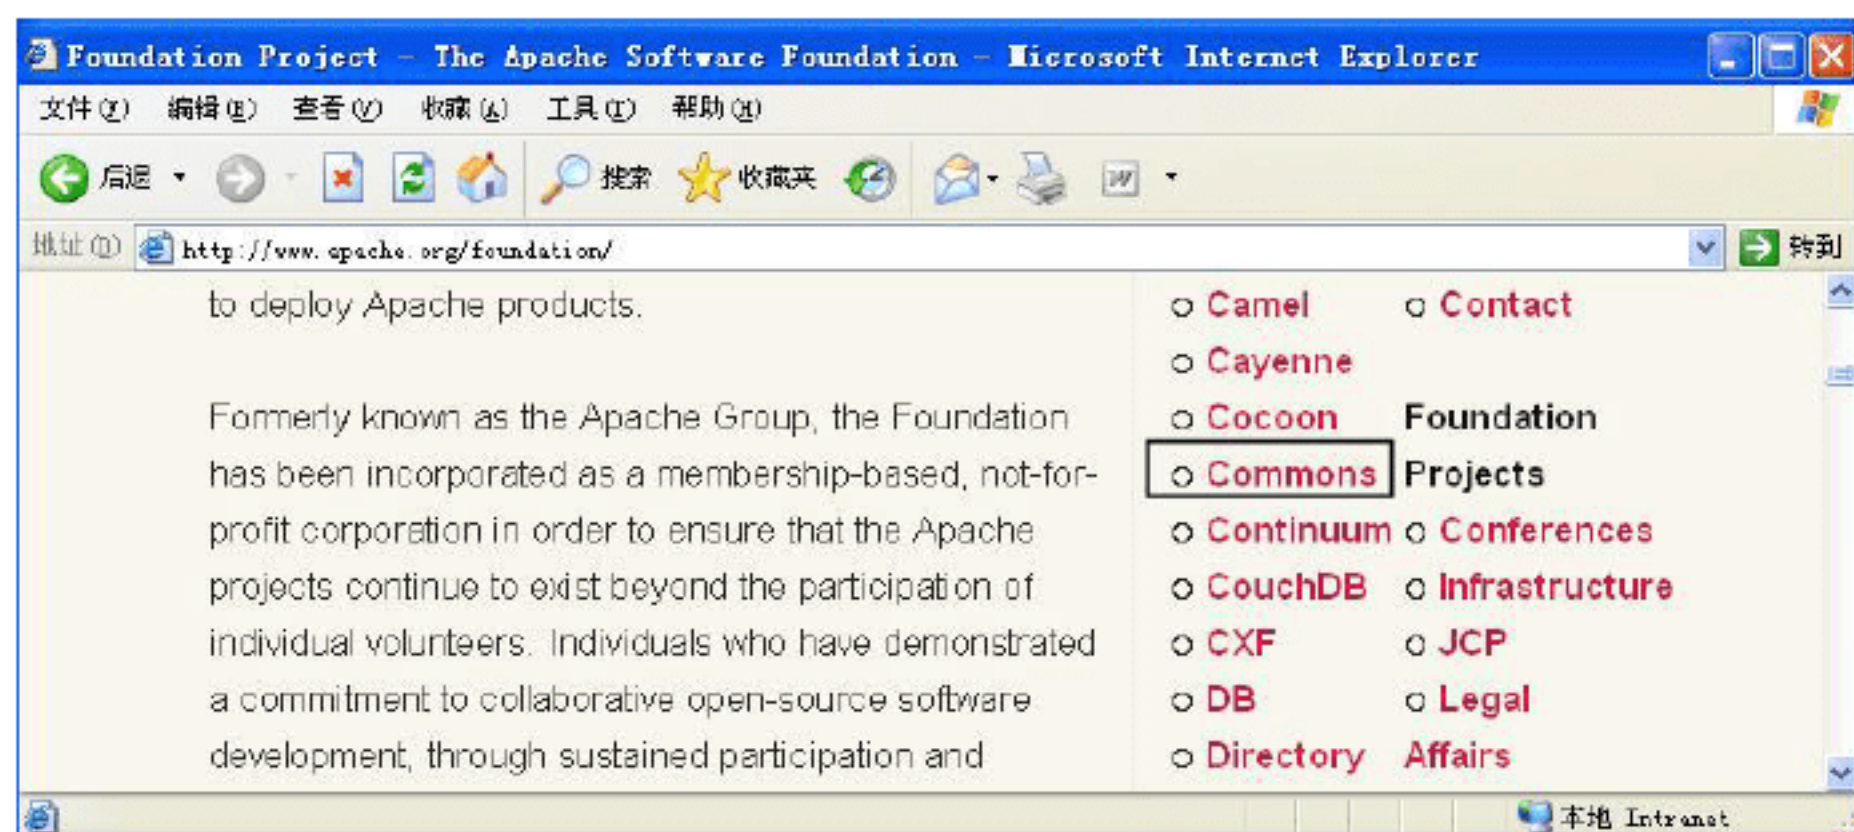 Foundation Project - The Apache Software Foundation - Microsoft Internet Explorer
文件(F) 编辑(E) 查看(V) 收藏(A) 工具(T) 帮助(H)
后退 搜索 收藏夹
地址(D) http://www.apache.org/foundation/ 转到
to deploy Apache products.
Formerly known as the Apache Group, the Foundation
has been incorporated as a membership-based, not-for-
profit corporation in order to ensure that the Apache
projects continue to exist beyond the participation of
individual volunteers. Individuals who have demonstrated
a commitment to collaborative open-source software
development, through sustained participation and
Camel
Cayenne
Cocoon
Commons
Continuum
CouchDB
CXF
DB
Directory
Contact
Foundation
Projects
Conferences
Infrastructure
JCP
Legal
Affairs
本地 Intranet